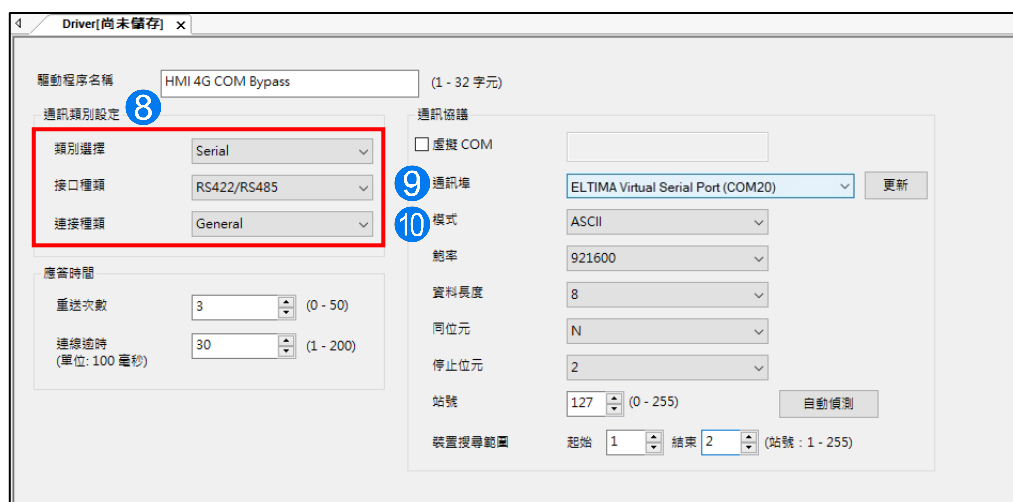 Driver[尚未儲存] x
驅動程序名稱 HMI 4G COM Bypass (1 - 32 字元)
通訊類別設定 8
類別選擇 Serial
接口種類 RS422/RS485
連接種類 General
應答時間
重送次數 3 (0 - 50)
連線逾時 30 (1 - 200)
(單位: 100 毫秒)
通訊協議
虛擬 COM
9 通訊埠 ELTIMA Virtual Serial Port (COM20) 更新
10 模式 ASCII
鮑率 921600
資料長度 8
同位元 N
停止位元 2
站號 127 (0 - 255) 自動偵測
裝置搜尋範圍 起始 1 結束 2 (站號 : 1 - 255)